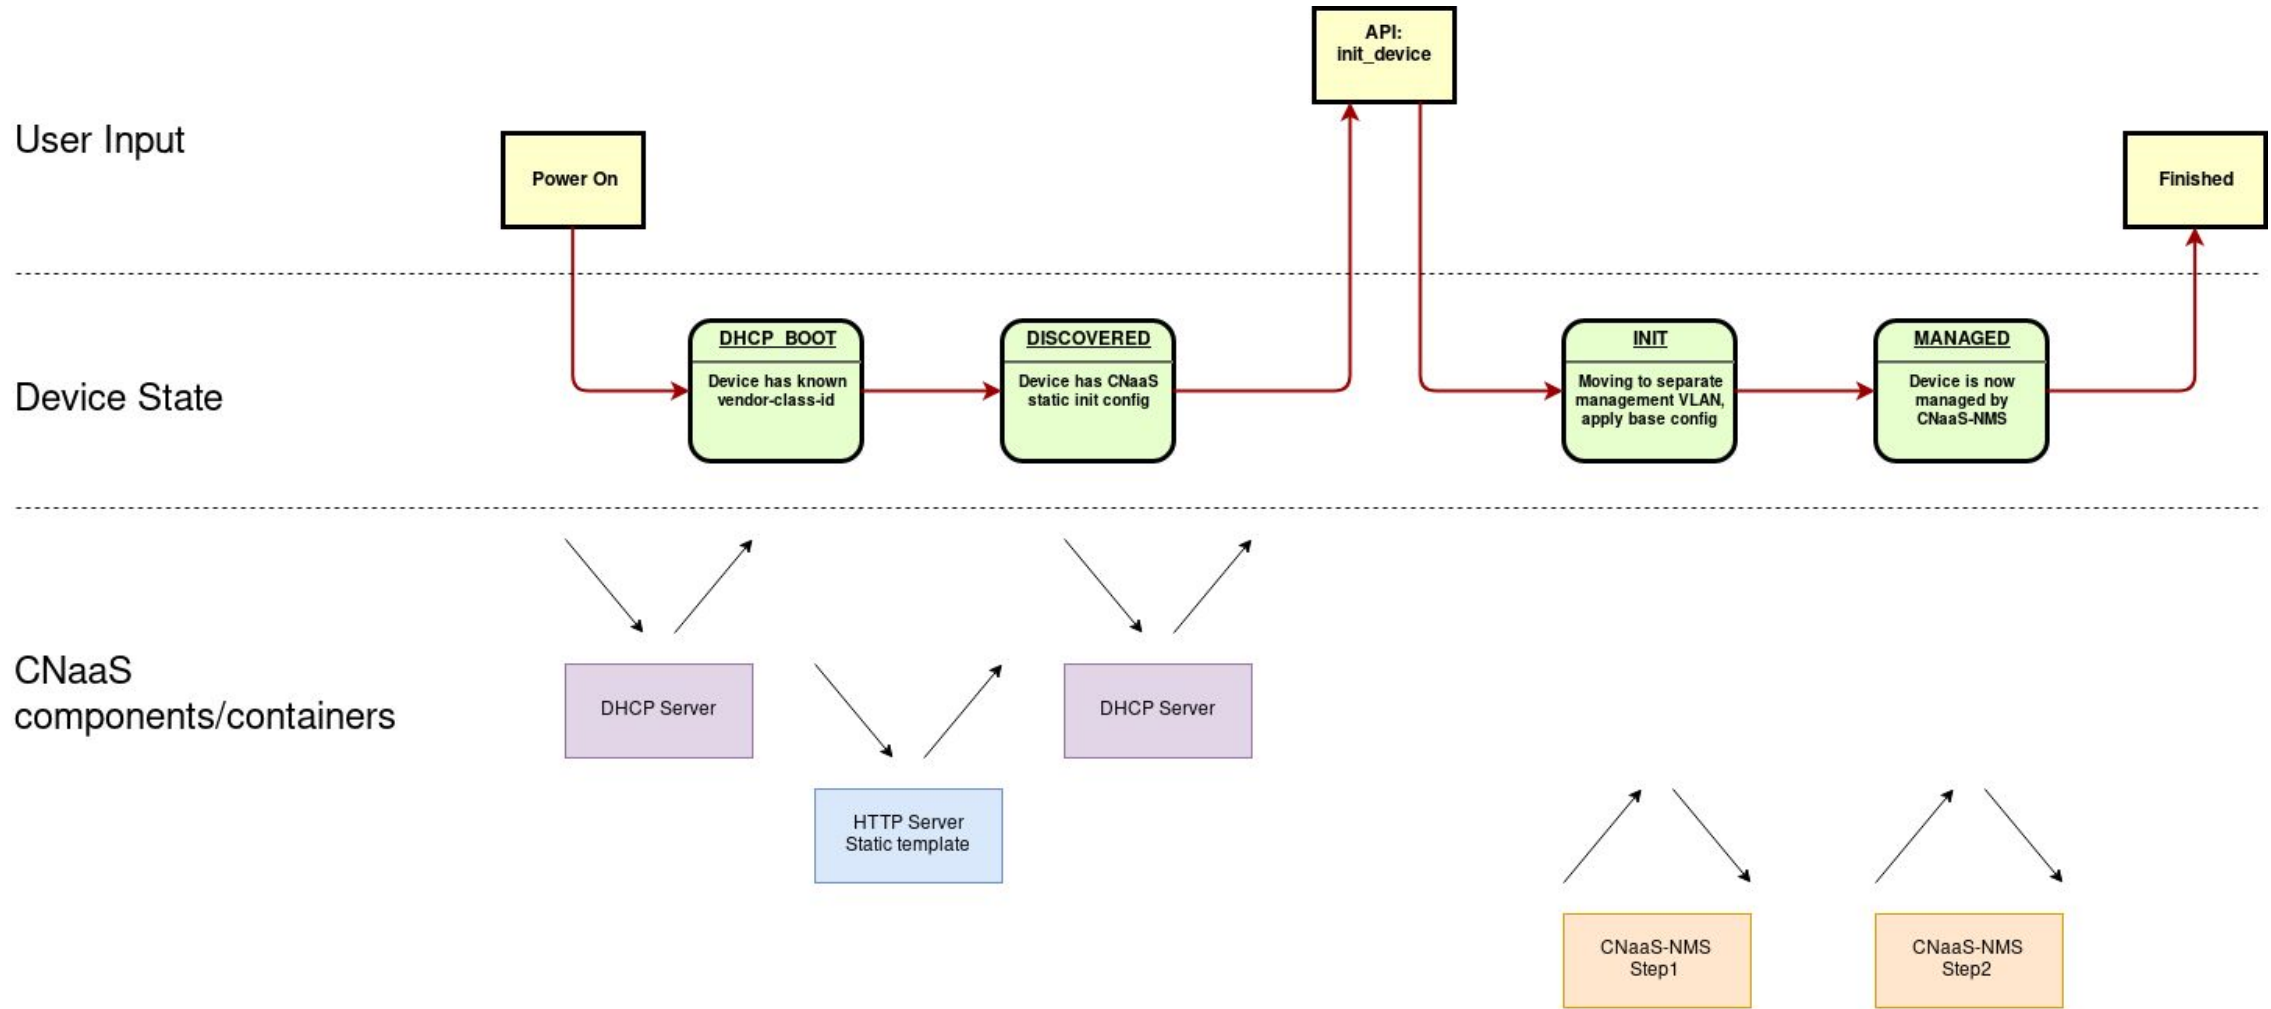 API:
init_device
User Input
Power On
Finished
DHCP_BOOT
Device has known
vendor-class-id
DISCOVERED
Device has CNaaS
static init config
INIT
Moving to separate
management VLAN,
apply base config
MANAGED
Device is now
managed by
CNaaS-NMS
Device State
CNaaS
components/containers
DHCP Server
DHCP Server
HTTP Server
Static template
CNaaS-NMS
Step1
CNaaS-NMS
Step2